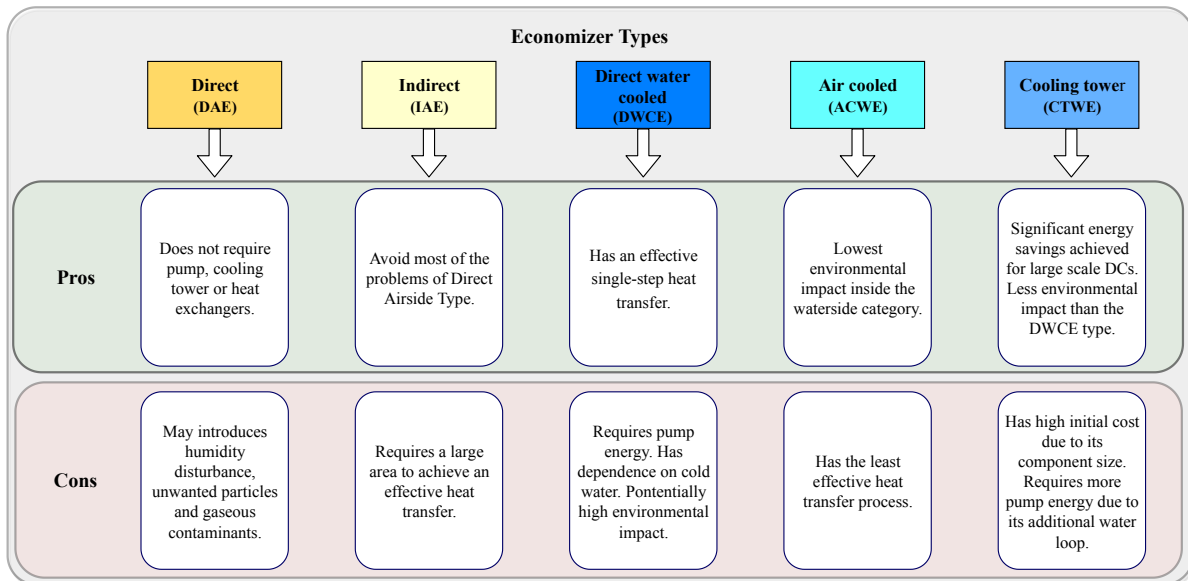 Economizer Types
Direct
(DAE)
Indirect
(IAE)
Direct water
cooled
(DWCE)
Air cooled
(ACWE)
Cooling tower
(CTWE)
Pros
Does not require
pump, cooling
tower or heat
exchangers.
Avoid most of the
problems of Direct
Airside Type.
Has an effective
single-step heat
transfer.
Lowest
environmental
impact inside the
waterside category.
Significant energy
savings achieved
for large scale DCs.
Less environmental
impact than the
DWCE type.
Cons
May introduces
humidity
disturbance,
unwanted particles
and gaseous
contaminants.
Requires a large
area to achieve an
effective heat
transfer.
Requires pump
energy. Has
dependence on cold
water. Pontentially
high environmental
impact.
Has the least
effective heat
transfer process.
Has high initial cost
due to its
component size.
Requires more
pump energy due to
its additional water
loop.